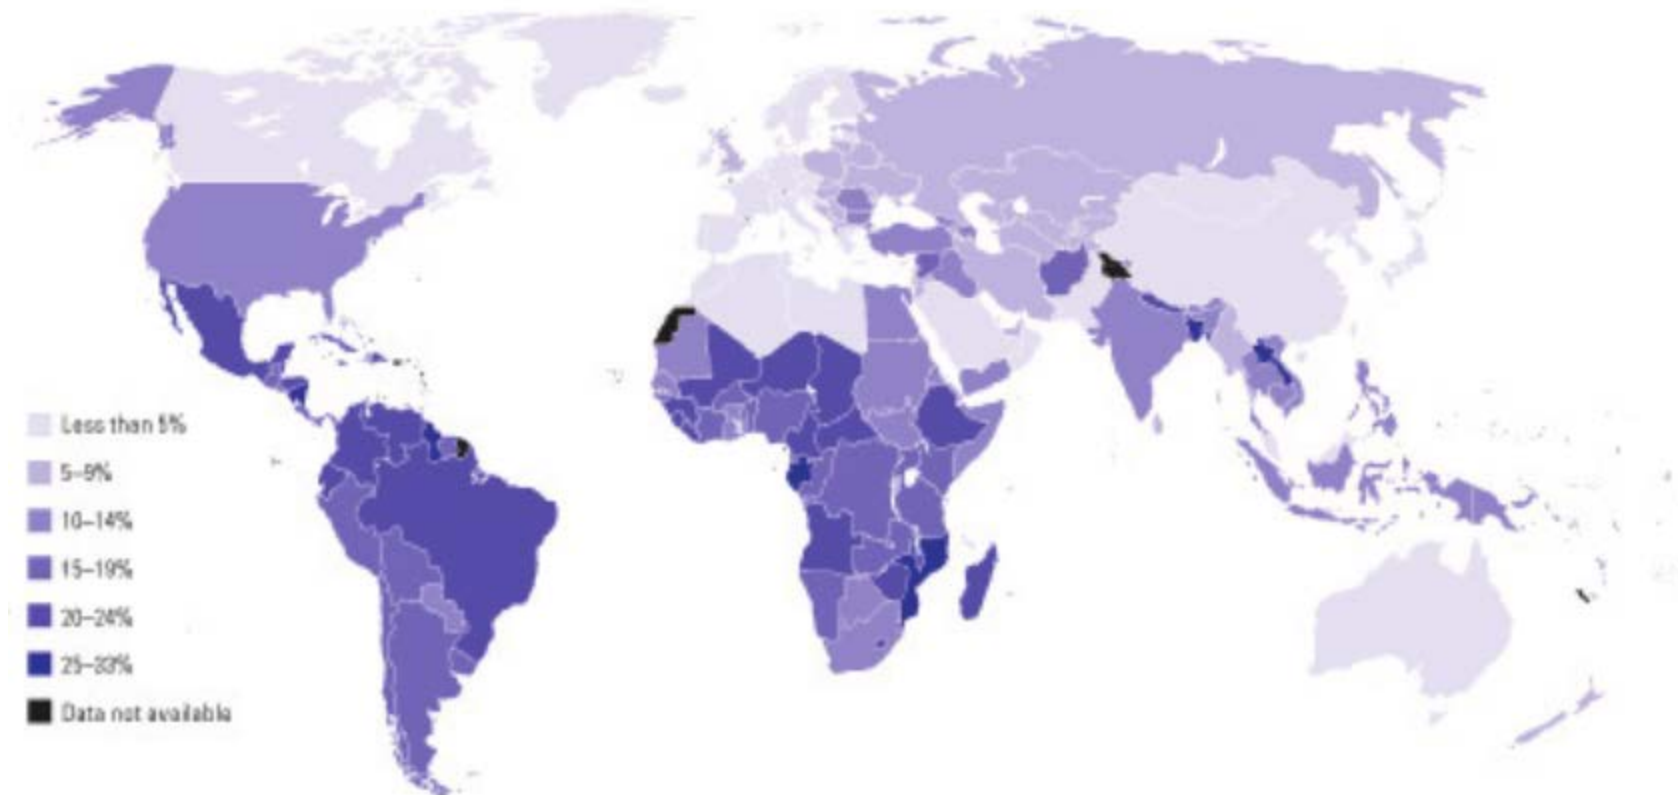 Less than 5%
5–9%
10–14%
15–19%
20–24%
25–33%
Data not available